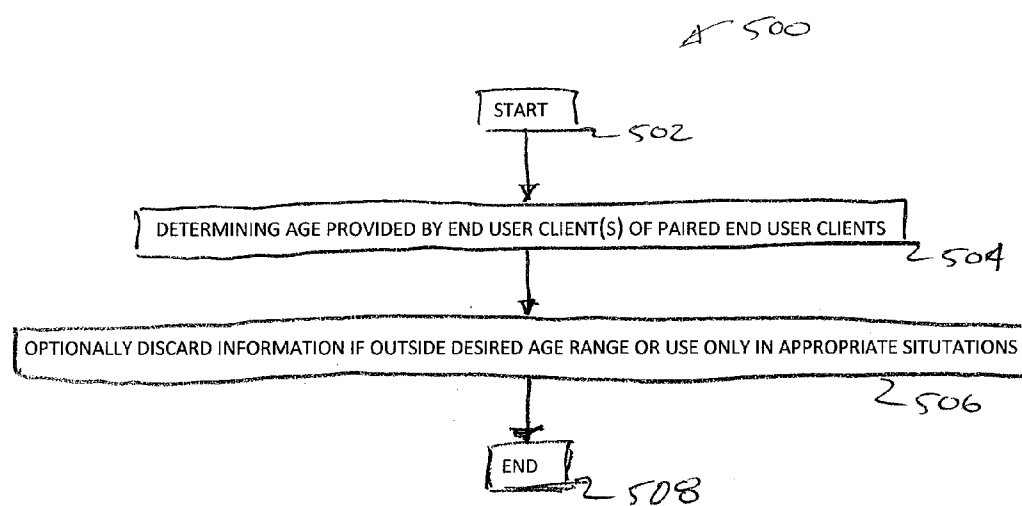 500
START
502
DETERMINING AGE PROVIDED BY END USER CLIENT(S) OF PAIRED END USER CLIENTS
504
OPTIONALLY DISCARD INFORMATION IF OUTSIDE DESIRED AGE RANGE OR USE ONLY IN APPROPRIATE SITUTATIONS
506
END
508